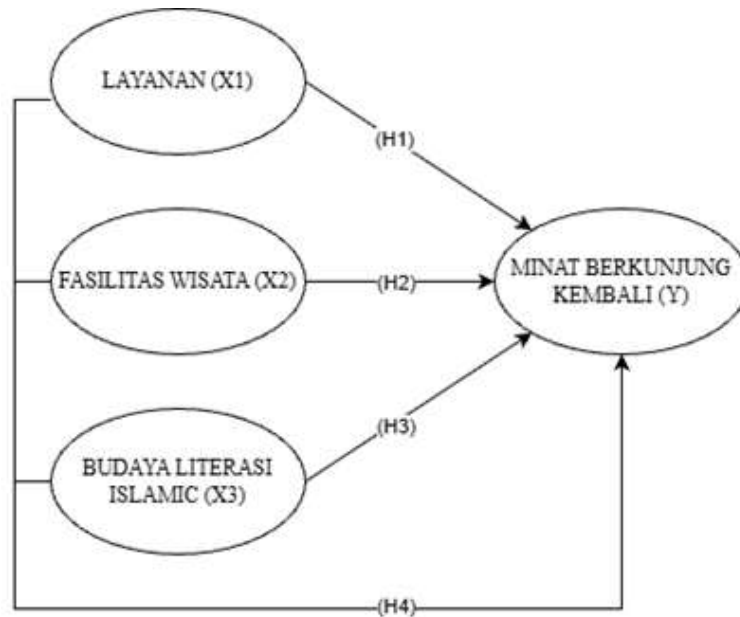 LAYANAN (X1)
(H1)
FASILITAS WISATA (X2)
(H2)
MINAT BERKUNJUNG
KEMBALI (Y)
(H3)
BUDAYA LITERASI
ISLAMIC (X3)
(H4)